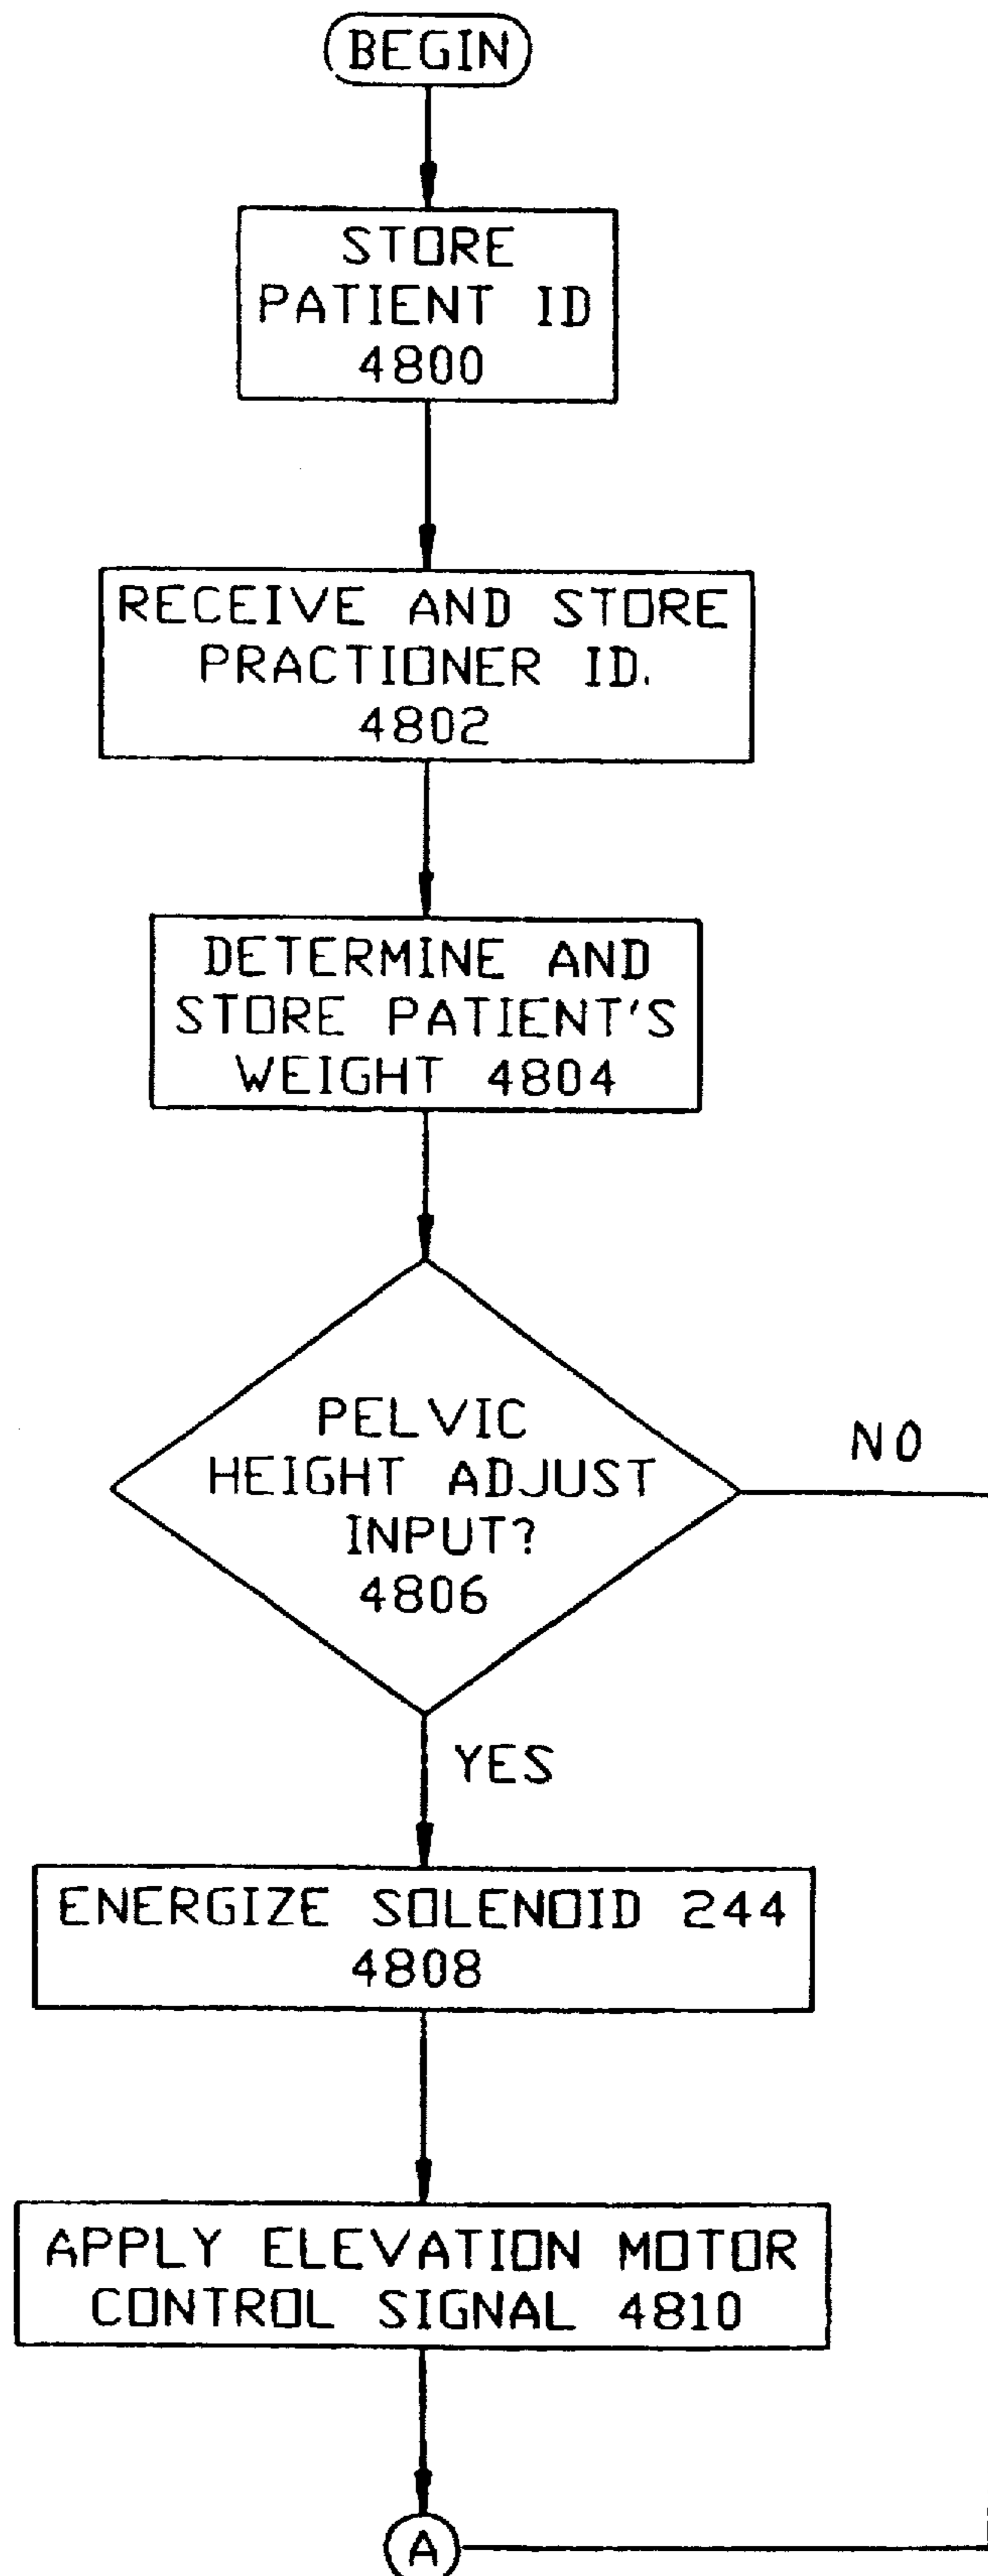 BEGIN
STORE
PATIENT ID
4800
RECEIVE AND STORE
PRACTIONER ID.
4802
DETERMINE AND
STORE PATIENT'S
WEIGHT 4804
PELVIC
HEIGHT ADJUST
INPUT?
4806
NO
YES
ENERGIZE SOLENOID 244
4808
APPLY ELEVATION MOTOR
CONTROL SIGNAL 4810
A